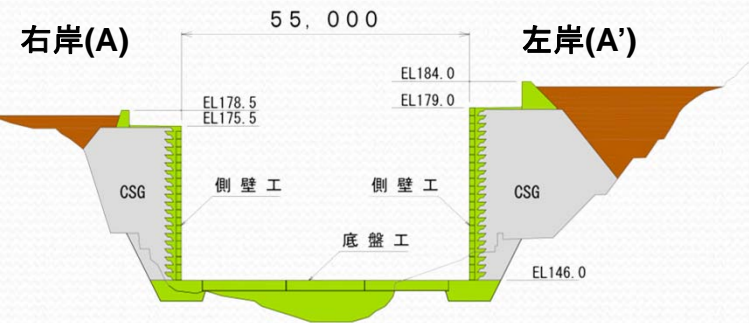 55,000
右岸(A)
左岸(A')
EL184.0
EL179.0
EL178.5
EL175.5
CSG
側壁工
側壁工
CSG
底盤工
EL146.0